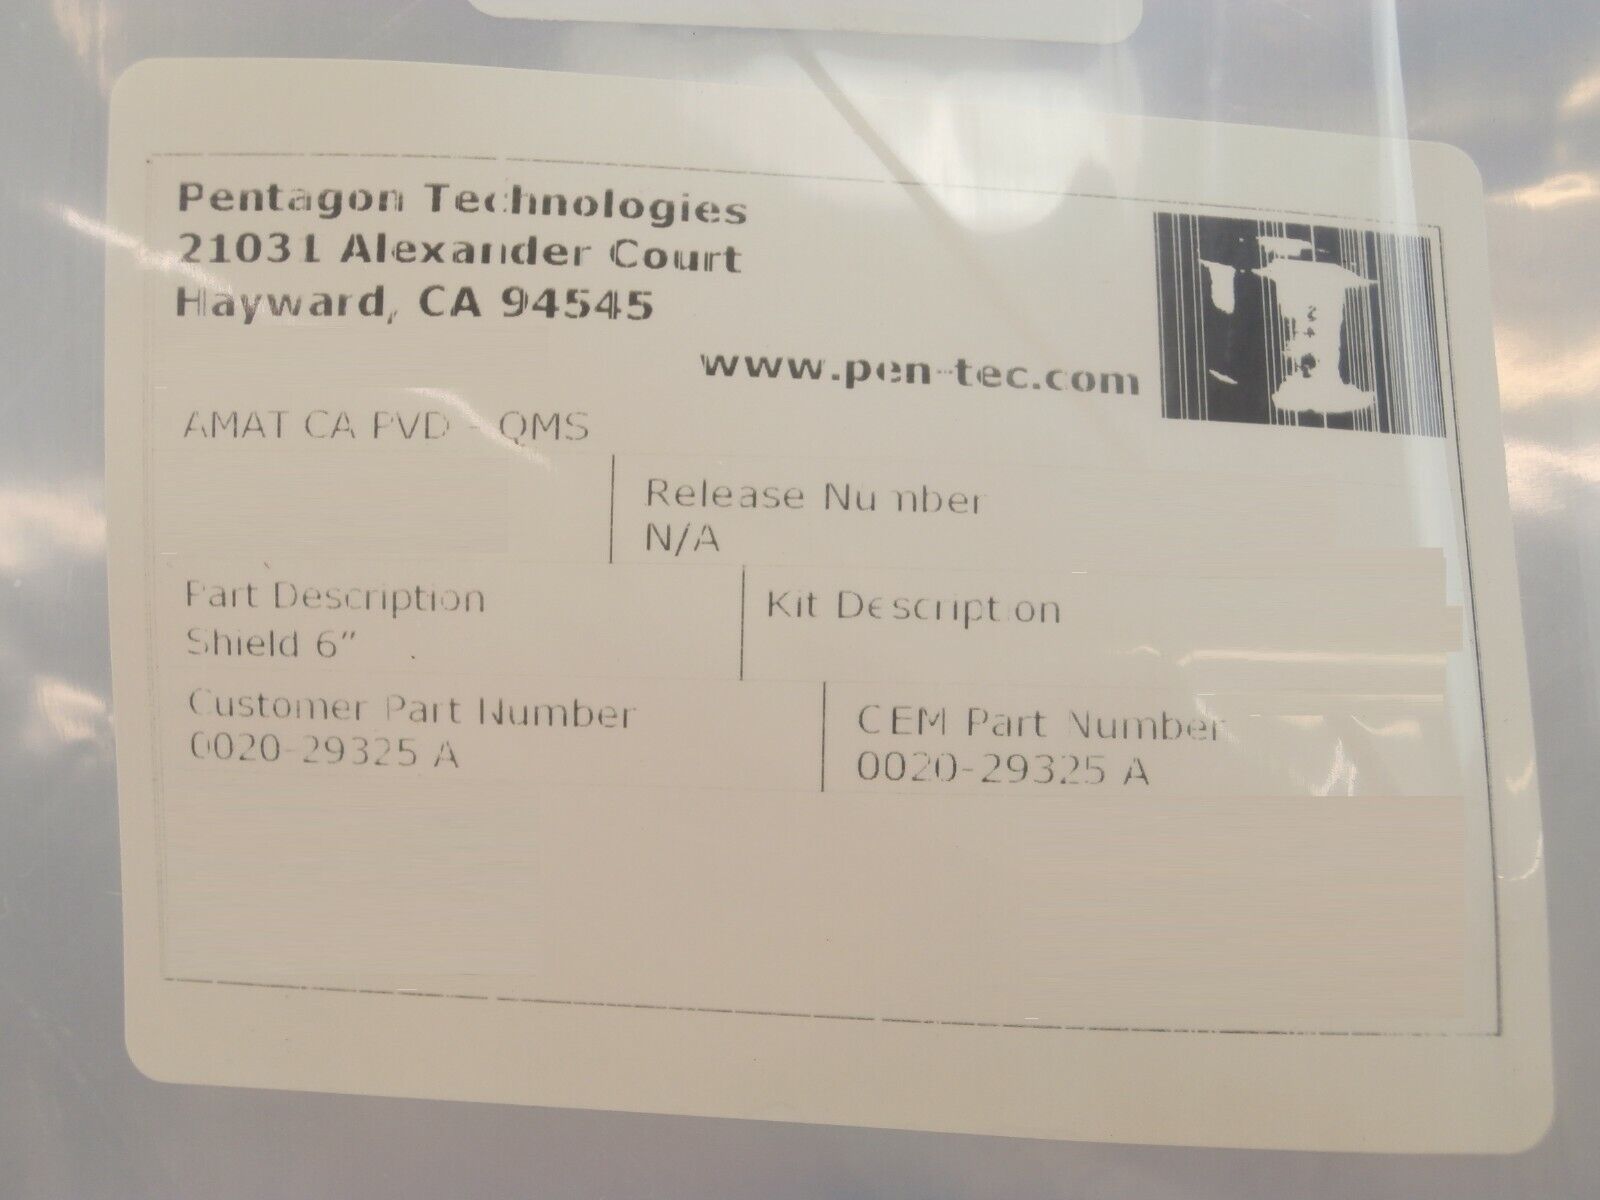 Pentagon Technologies
21031 Alexander Court
Hayward, CA 94545
www.pen-tec.com
AMAT CA PVD - QMS
Release Number
N/A
Part Description
Shield 6"
Kit Description
Customer Part Number
0020-29325 A
CEM Part Number
0020-29325 A